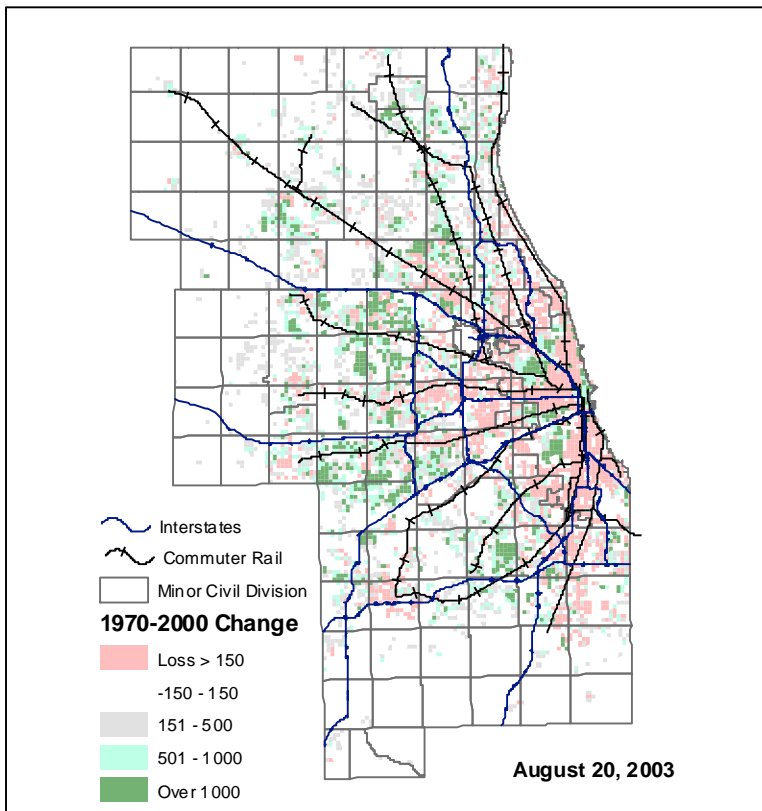 Interstates
Commuter Rail
Minor Civil Division
1970-2000 Change
Loss > 150
-150 - 150
151 - 500
501 - 1000
Over 1000
August 20, 2003